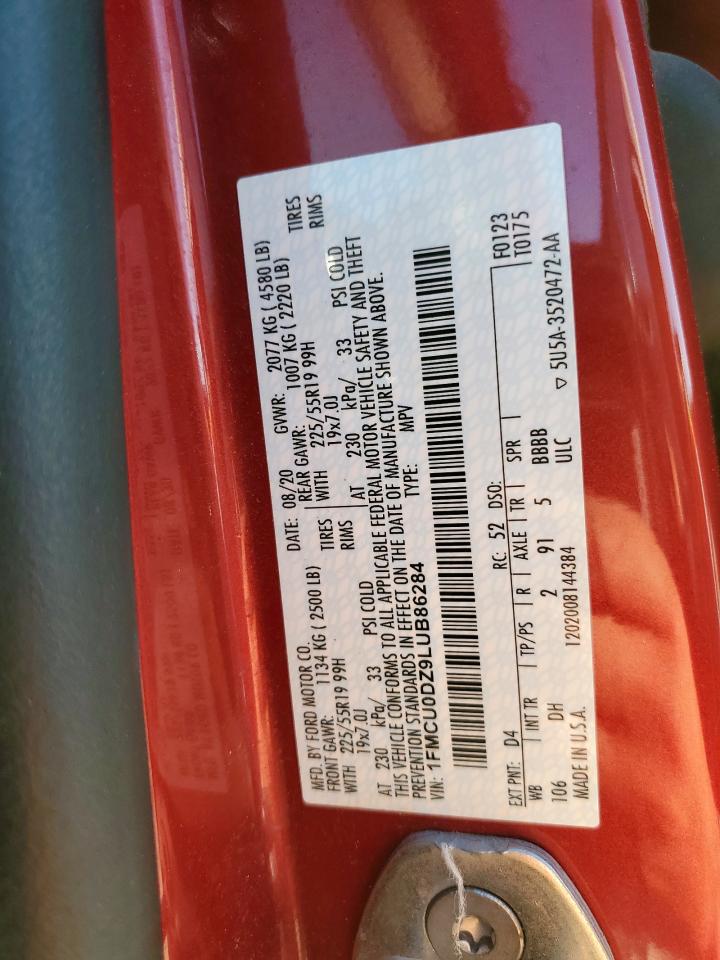 MFD. BY FORD MOTOR CO. DATE: 08/20 GVWR: 2077 KG ( 4580 LB)
FRONT GAWR: 1134 KG ( 2500 LB) REAR GAWR: 1007 KG ( 2220 LB)
WITH 225/55R19 99H TIRES WITH 225/55R19 99H TIRES
19x7.0J RIMS 19x7.0J RIMS
AT 230 kPa/ 33 PSI COLD AT 230 kPa/ 33 PSI COLD
THIS VEHICLE CONFORMS TO ALL APPLICABLE FEDERAL MOTOR VEHICLE SAFETY AND THEFT
PREVENTION STANDARDS IN EFFECT ON THE DATE OF MANUFACTURE SHOWN ABOVE.
VIN: 1FMCU0DZ9LUB86284 TYPE: MPV
EXT PNT: D4 RC: 52 DSO: F0123
WB INT TR TP/PS R AXLE TR SPR T0175
106 DH 2 91 5 BBBB
MADE IN U.S.A. 1202008144384 ULC ▽ 5U5A-3520472-AA